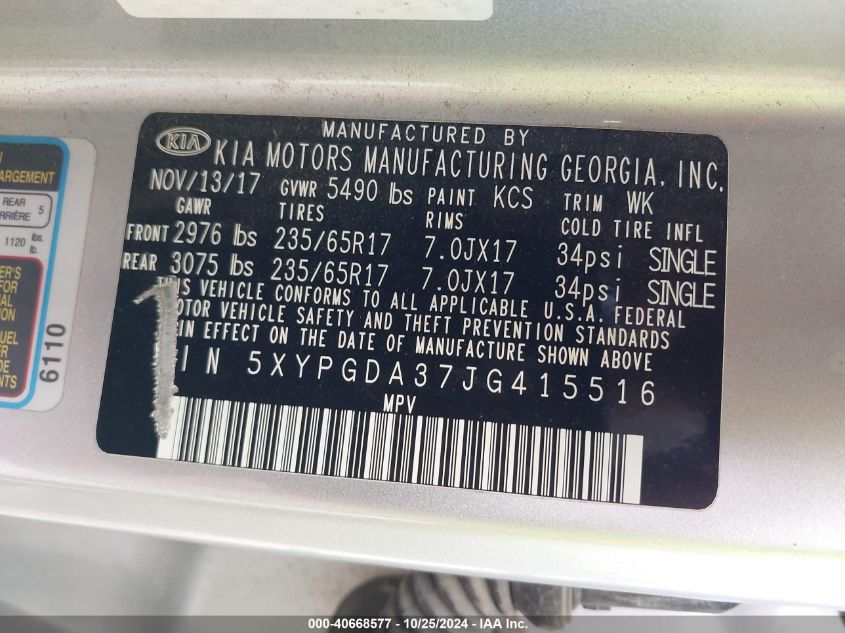 MANUFACTURED BY
KIA KIA MOTORS MANUFACTURING GEORGIA, INC.
NOV/13/17 GVWR 5490 lbs PAINT KCS TRIM WK
GAWR TIRES RIMS COLD TIRE INFL
FRONT 2976 lbs 235/65R17 7.0JX17 34psi SINGLE
REAR 3075 lbs 235/65R17 7.0JX17 34psi SINGLE
THIS VEHICLE CONFORMS TO ALL APPLICABLE U.S.A. FEDERAL
MOTOR VEHICLE SAFETY AND THEFT PREVENTION STANDARDS
IN EFFECT ON THE DATE OF MANUFACTURE SHOWN ABOVE
VIN 5XYPGDA37JG415516
MPV
ARGEMENT
REAR
5
1120 lbs.
lb.
6110
000-40668577 - 10/25/2024 - IAA Inc.